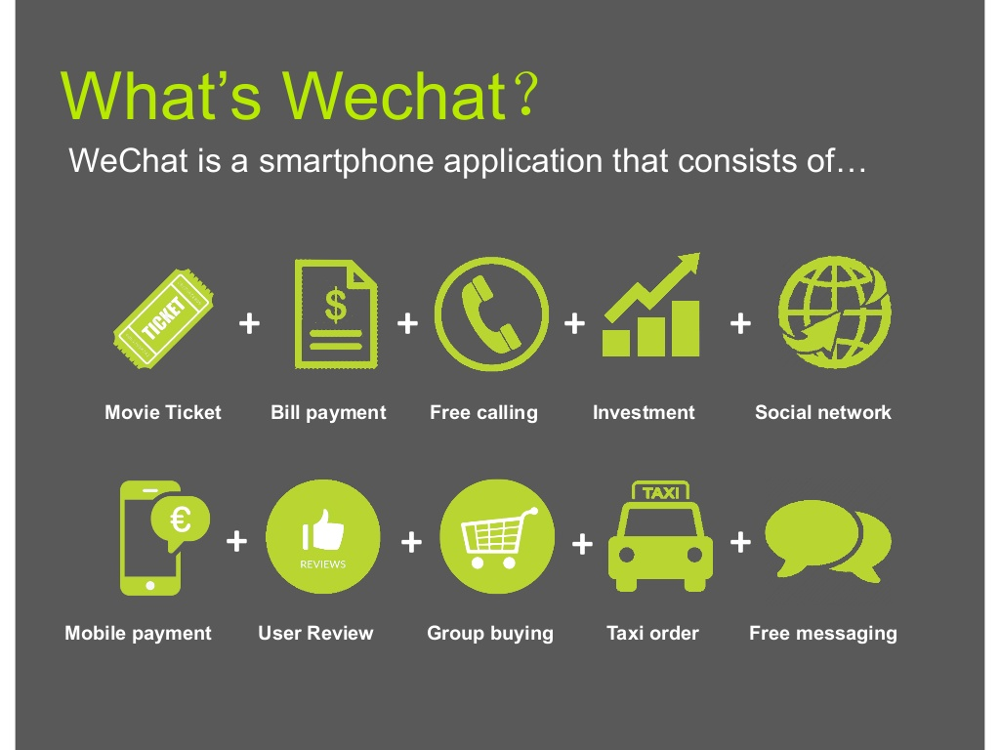 What’s Wechat？
WeChat is a smartphone application that consists of…
TICKET
$
+ + + +
Movie Ticket Bill payment Free calling Investment Social network
TAXI
€
REVIEWS
+ + + +
Mobile payment User Review Group buying Taxi order Free messaging